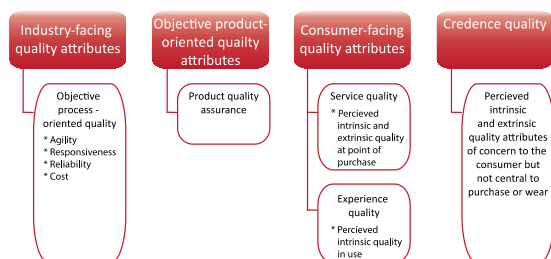 Industry-facing
quality attributes
Objective
process -
oriented quality
* Agility
* Responsiveness
* Reliability
* Cost
Objective product-
oriented quailty
attributes
Product quality
assurance
Consumer-facing
quality attributes
Service quality
* Percieved
intrinsic and
extrinsic quality
at point of
purchase
Experience
quality
* Percieved
intrinsic quality
in use
Credence quality
Percieved
intrinsic
and extrinsic
quality attributes
of concern to the
consumer but
not central to
purchase or wear